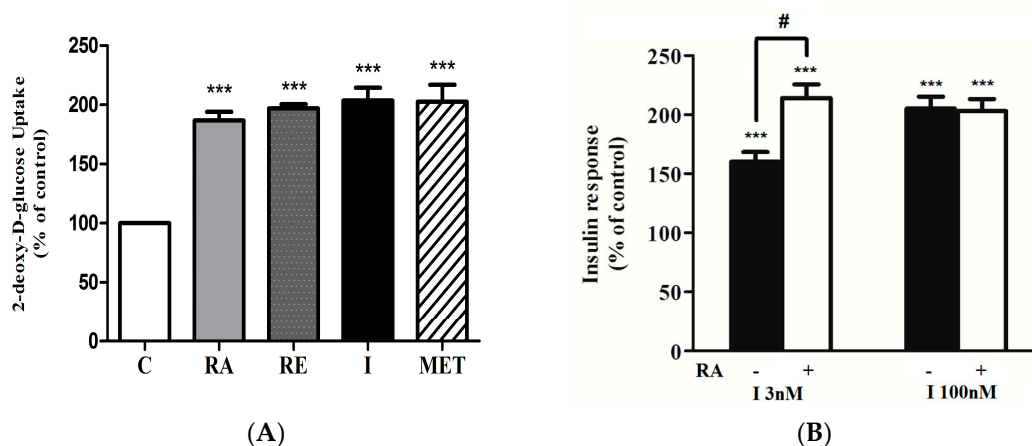 2-deoxy-D-glucose Uptake
(% of control)
250
200
150
100
50
0
***
***
***
***
C RA RE I MET
(A)
Insulin response
(% of control)
250
200
150
100
50
0
#
***
***
***
***
RA - + - +
I 3nM I 100nM
(B)